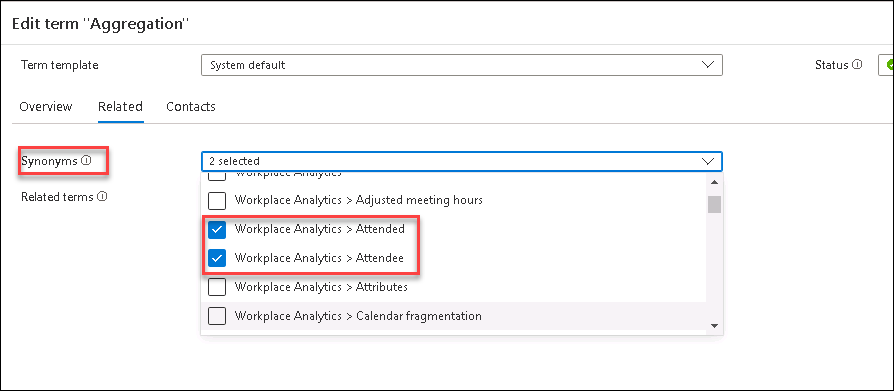 Edit term "Aggregation"
Term template
System default
Status
Overview
Related
Contacts
Synonyms
2 selected
Workplace Analytics
Related terms
Workplace Analytics > Adjusted meeting hours
Workplace Analytics > Attended
Workplace Analytics > Attendee
Workplace Analytics > Attributes
Workplace Analytics > Calendar fragmentation